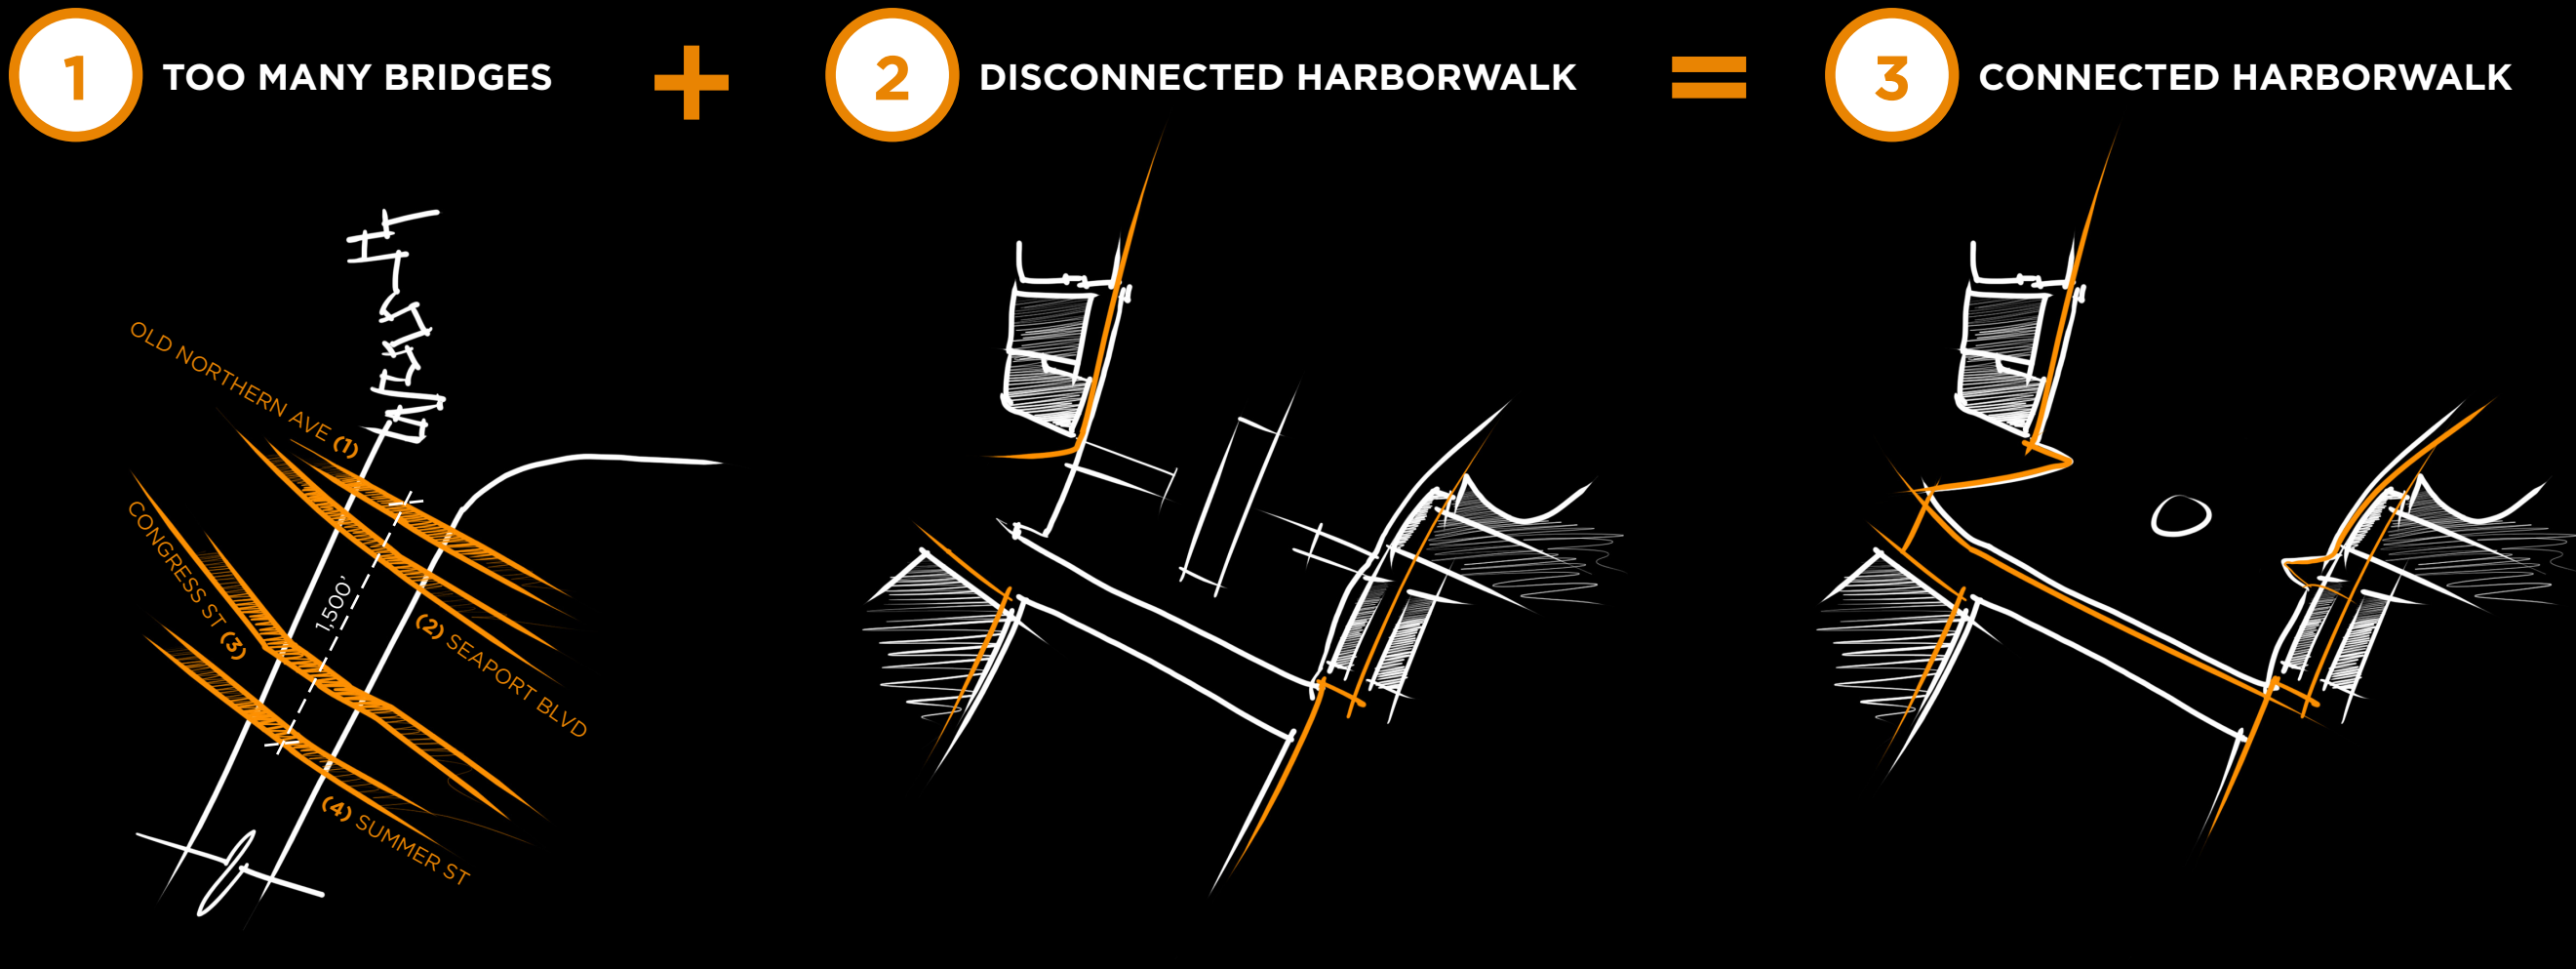 1 TOO MANY BRIDGES
+
2 DISCONNECTED HARBORWALK
=
3 CONNECTED HARBORWALK
OLD NORTHERN AVE (1)
CONGRESS ST (3)
1,500'
(2) SEAPORT BLVD
(4) SUMMER ST